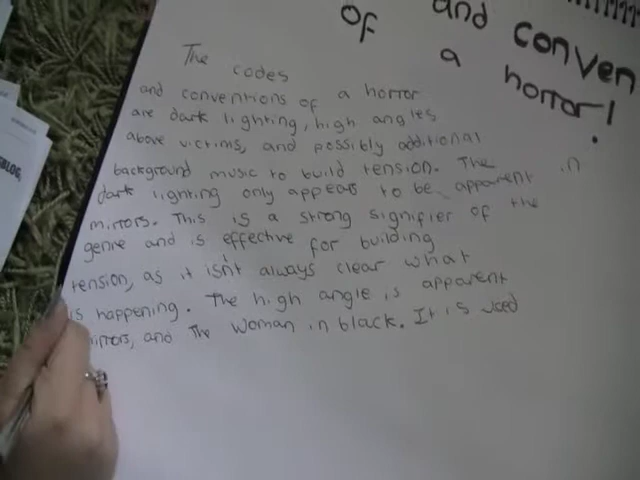 and conven
of a horror!
The codes
and conventions of a horror
are dark lighting, high angles
above victims, and possibly additional
background music to build tension. The
dark lighting only appears to be apparent in
mirrors. This is a strong signifier of the
genre and is effective for building
tension, as it isn't always clear what
is happening. The high angle is apparent
mirrors, and The woman in black. It is used